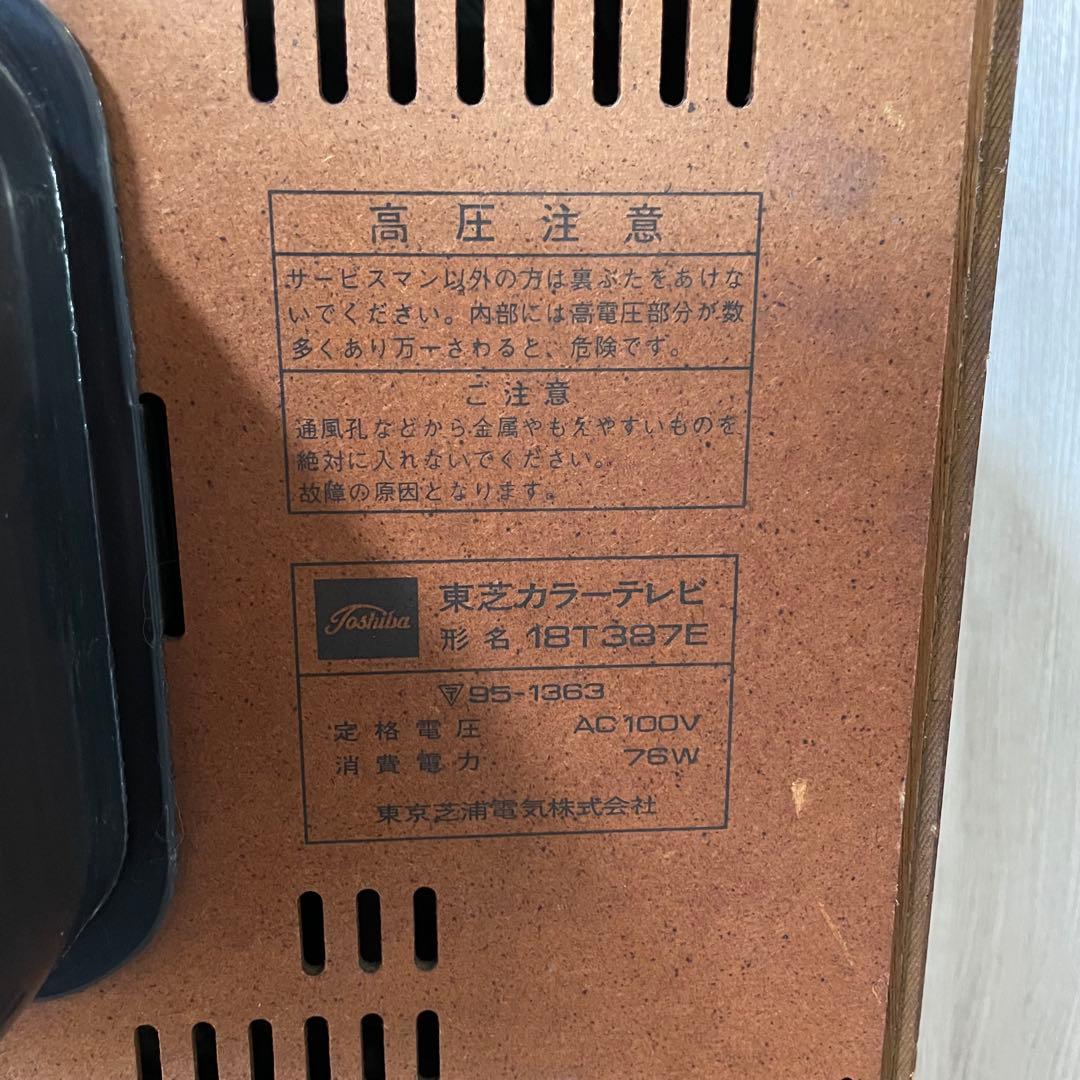 高圧注意
サービスマン以外の方は裏ぶたをあけな
いでください。内部には高電圧部分が数
多くあり万一さわると、危険です。
ご注意
通風孔などから金属やもえやすいものを
絶対に入れないでください。
故障の原因となります。
Toshiba
東芝カラーテレビ
形名 18T387E
〒95-1363
定格電圧 AC100V
消費電力 76W
東京芝浦電気株式会社